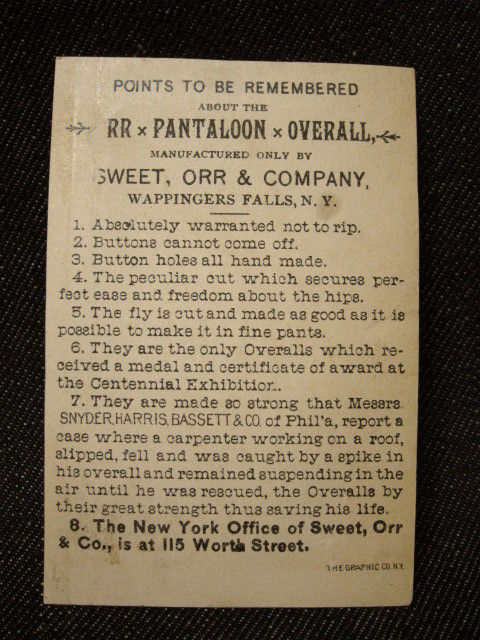 POINTS TO BE REMEMBERED
ABOUT THE
RR × PANTALOON × OVERALL,
MANUFACTURED ONLY BY
SWEET, ORR & COMPANY,
WAPPINGERS FALLS, N. Y.
1. Absolutely warranted not to rip.
2. Buttons cannot come off.
3. Button holes all hand made.
4. The peculiar cut which secures per-
fect ease and freedom about the hips.
5. The fly is cut and made as good as it is
possible to make it in fine pants.
6. They are the only Overalls which re-
ceived a medal and certificate of award at
the Centennial Exhibition.
7. They are made so strong that Messrs.
SNYDER, HARRIS, BASSETT & CO. of Phil'a, report a
case where a carpenter working on a roof,
slipped, fell and was caught by a spike in
his overall and remained suspending in the
air until he was rescued, the Overalls by
their great strength thus saving his life.
8. The New York Office of Sweet, Orr
& Co., is at 115 Worth Street.
THE GRAPHIC CO. N.Y.